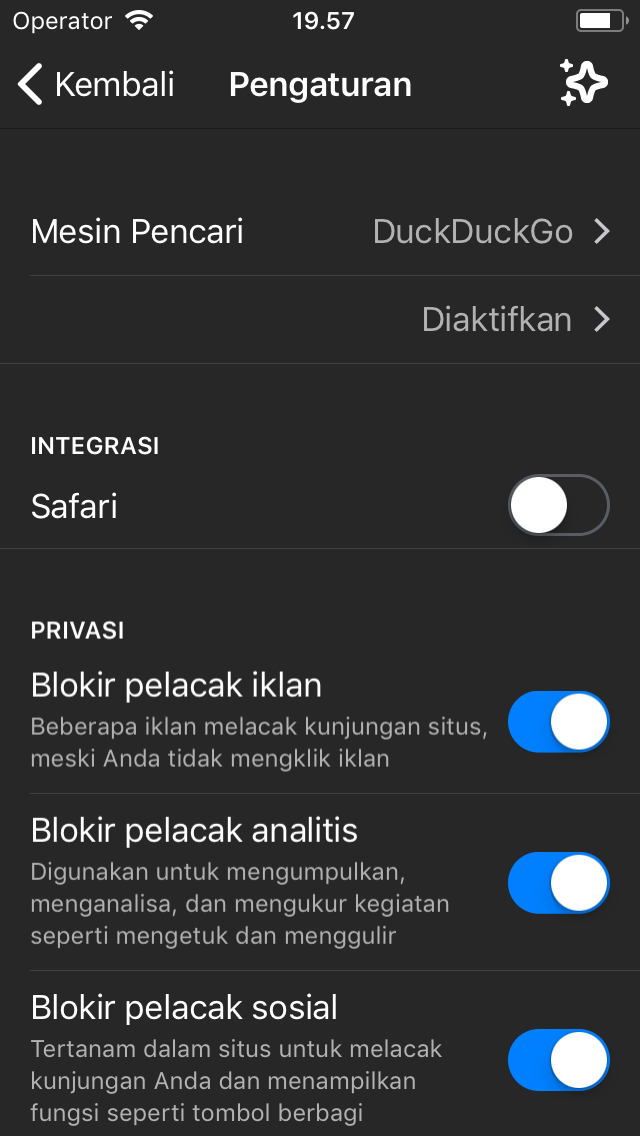 Operator 19.57
Kembali Pengaturan
Mesin Pencari DuckDuckGo
Diaktifkan
INTEGRASI
Safari
PRIVASI
Blokir pelacak iklan
Beberapa iklan melacak kunjungan situs,
meski Anda tidak mengklik iklan
Blokir pelacak analitis
Digunakan untuk mengumpulkan,
menganalisa, dan mengukur kegiatan
seperti mengetuk dan menggulir
Blokir pelacak sosial
Tertanam dalam situs untuk melacak
kunjungan Anda dan menampilkan
fungsi seperti tombol berbagi